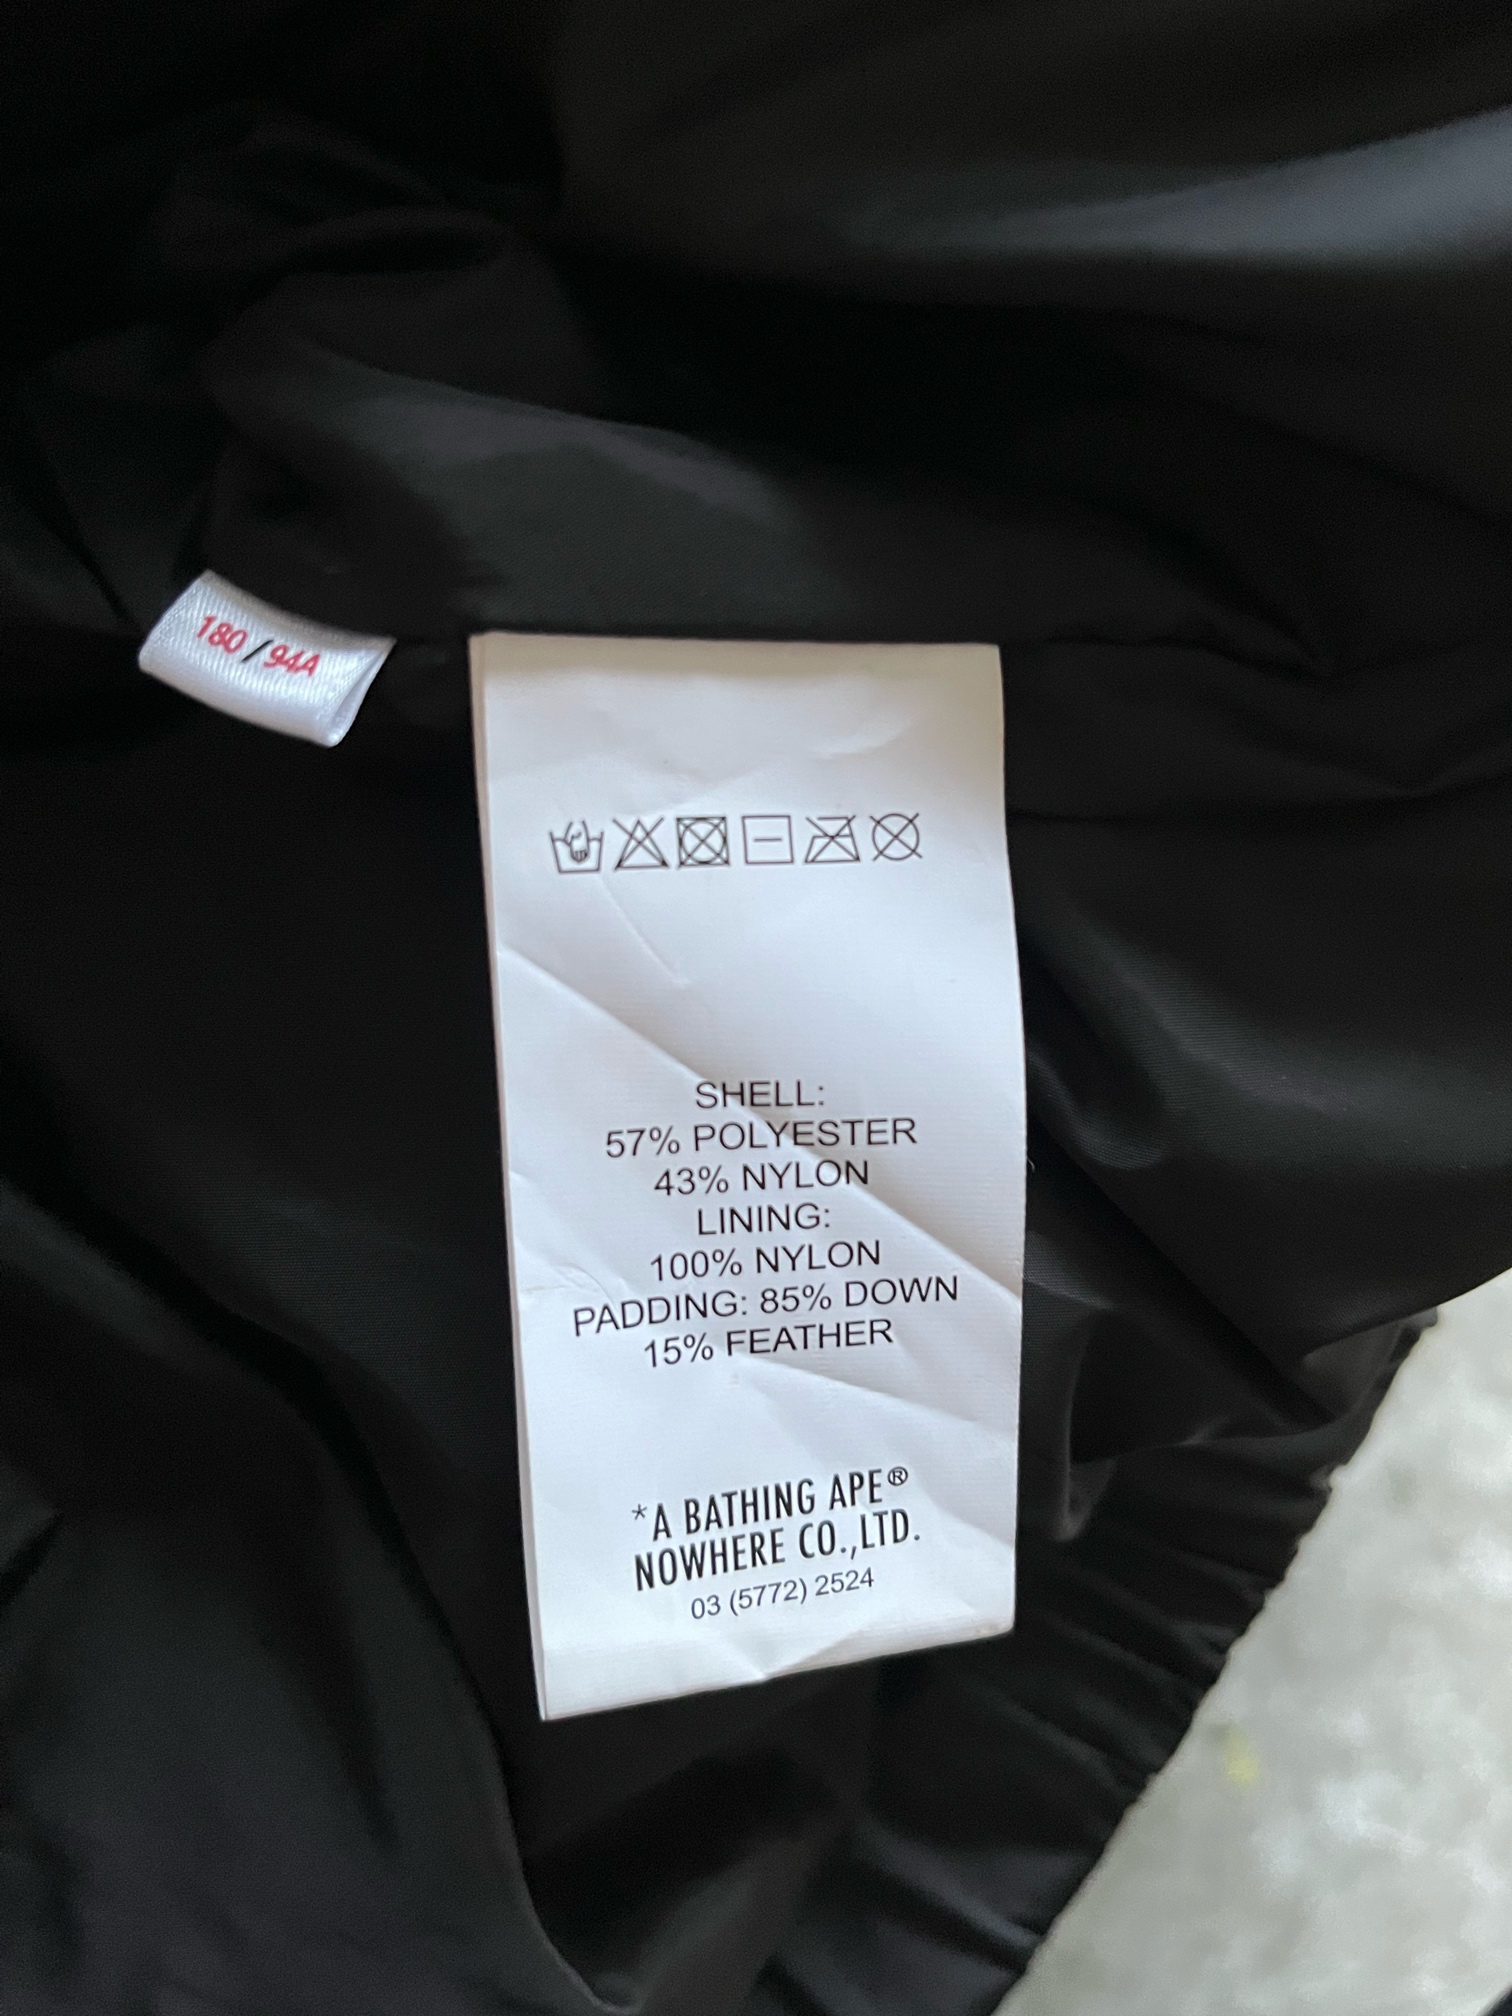 180/94A
SHELL:
57% POLYESTER
43% NYLON
LINING:
100% NYLON
PADDING: 85% DOWN
15% FEATHER
*A BATHING APE®
NOWHERE CO.,LTD.
03 (5772) 2524